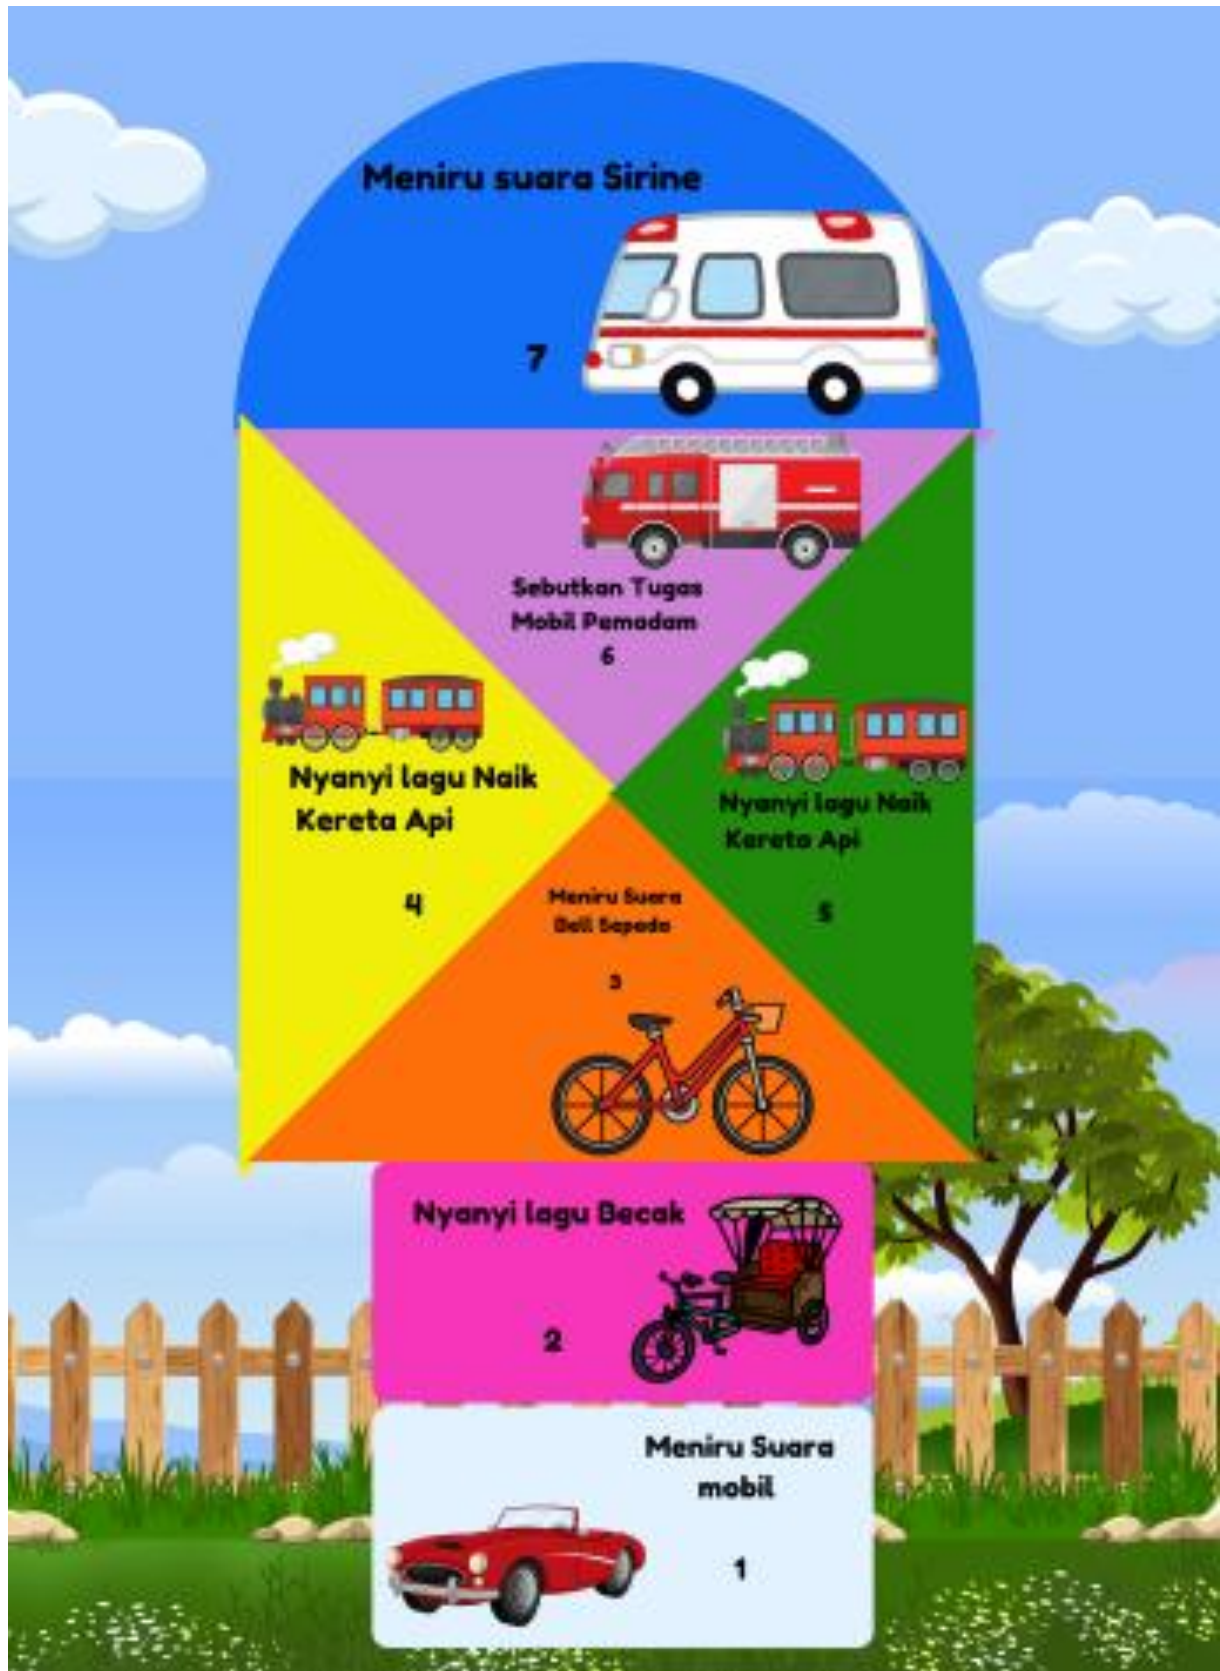 Meniru suara Sirine
7
Sebutkan Tugas
Mobil Pemadam
6
Nyanyi lagu Naik
Kereta Api
4
Nyanyi lagu Naik
Kereta Api
5
Meniru Suara
Bell Sepeda
3
Nyanyi lagu Becak
2
Meniru Suara
mobil
1